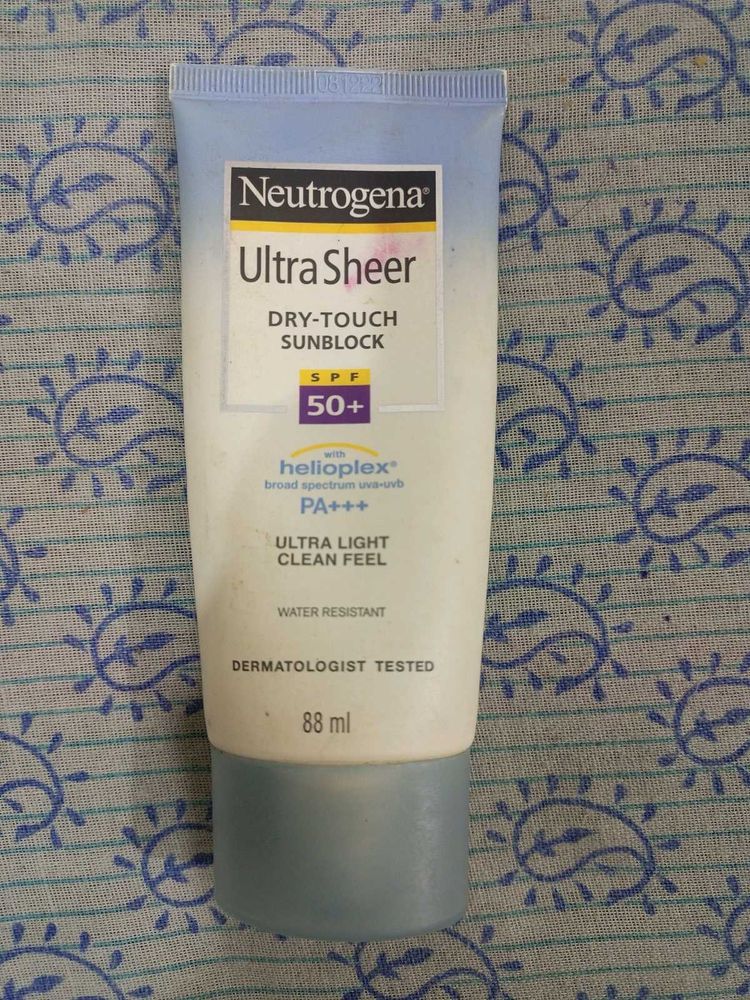 081222
Neutrogena®
Ultra Sheer
DRY-TOUCH
SUNBLOCK
SPF
50+
with
helioplex®
broad spectrum uva•uvb
PA+++
ULTRA LIGHT
CLEAN FEEL
WATER RESISTANT
DERMATOLOGIST TESTED
88 ml